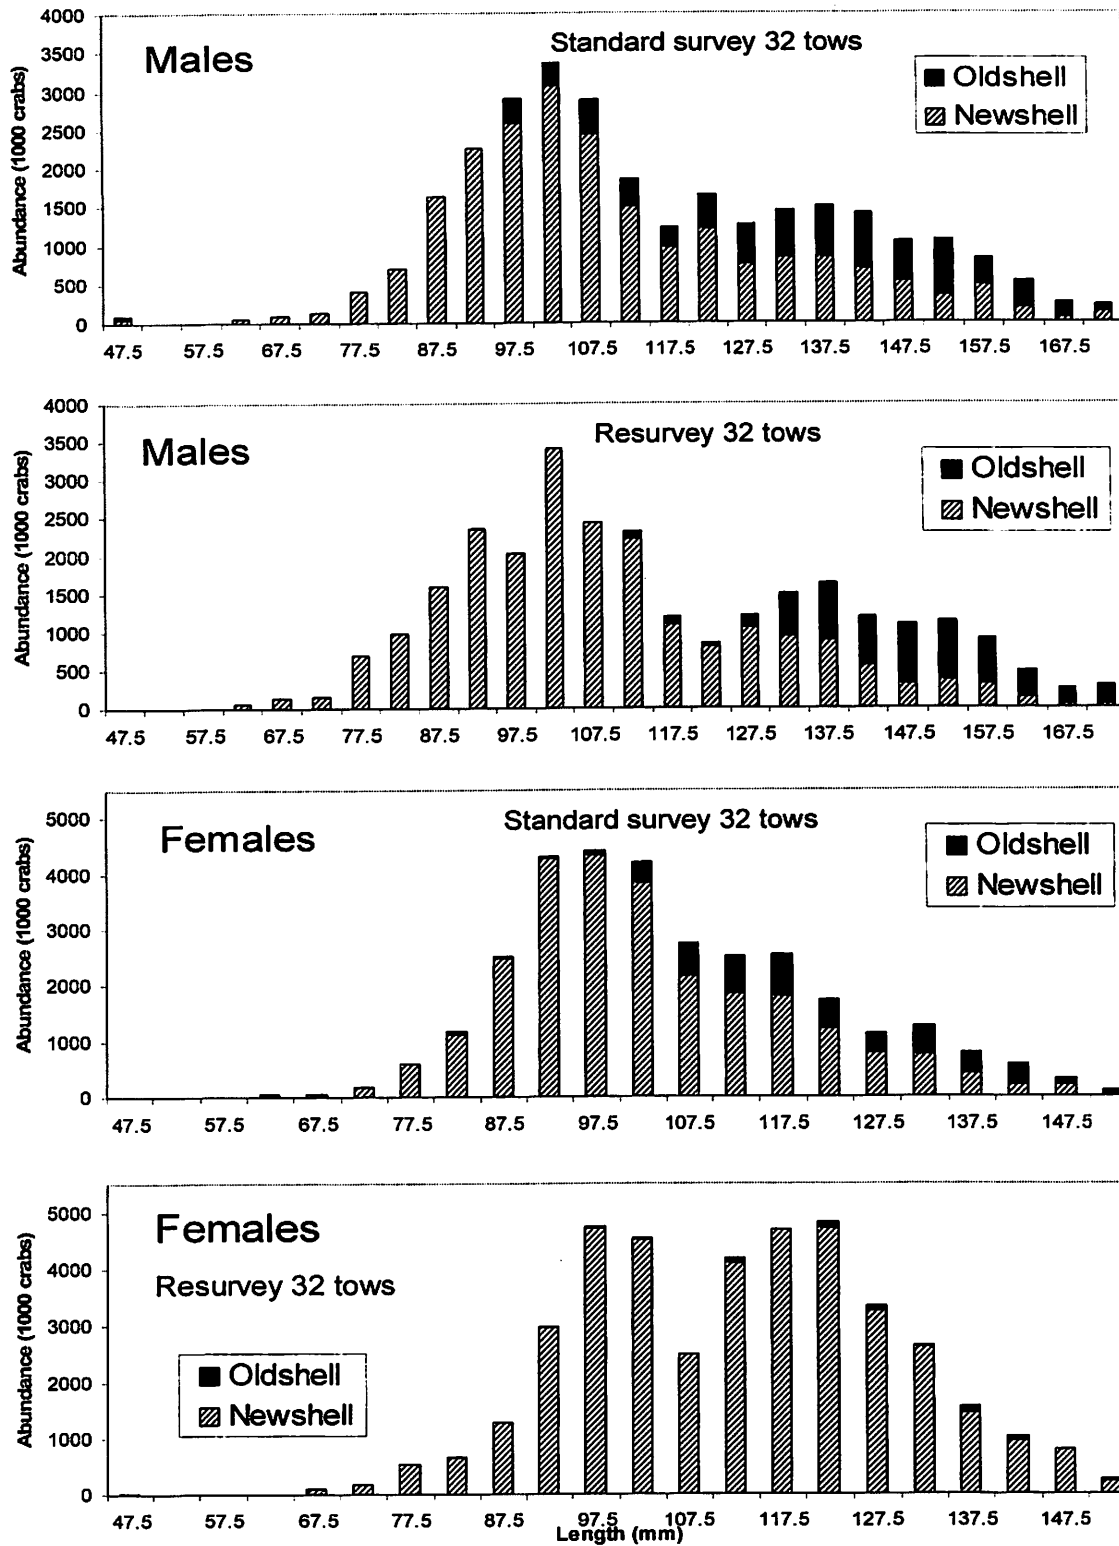 4000
3500
3000
2500
2000
1500
1000
500
0
Abundance (1000 crabs)
Males
Standard survey 32 tows
Oldshell
Newshell
47.5 57.5 67.5 77.5 87.5 97.5 107.5 117.5 127.5 137.5 147.5 157.5 167.5
4000
3500
3000
2500
2000
1500
1000
500
0
Abundance (1000 crabs)
Males
Resurvey 32 tows
Oldshell
Newshell
47.5 57.5 67.5 77.5 87.5 97.5 107.5 117.5 127.5 137.5 147.5 157.5 167.5
5000
4000
3000
2000
1000
0
Abundance (1000 crabs)
Females
Standard survey 32 tows
Oldshell
Newshell
47.5 57.5 67.5 77.5 87.5 97.5 107.5 117.5 127.5 137.5 147.5
5000
4000
3000
2000
1000
0
Abundance (1000 crabs)
Females
Resurvey 32 tows
Oldshell
Newshell
47.5 57.5 67.5 77.5 87.5 97.5 107.5 117.5 127.5 137.5 147.5
Length (mm)